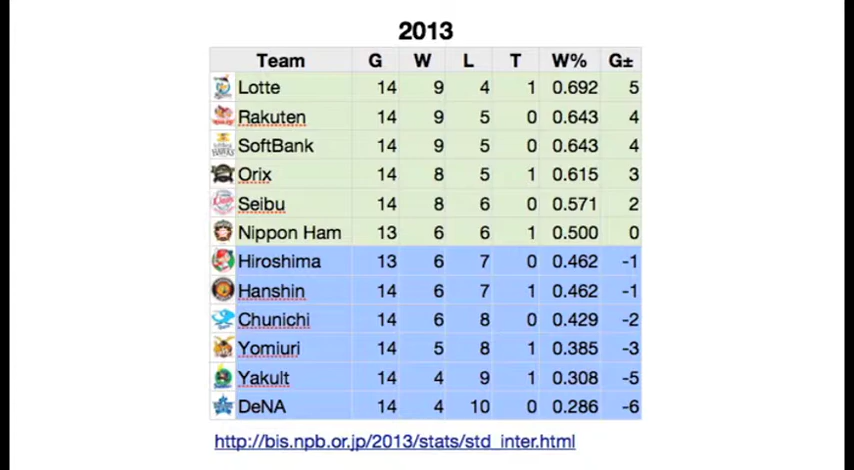 2013
Team G W L T W% G±
Lotte 14 9 4 1 0.692 5
Rakuten 14 9 5 0 0.643 4
SoftBank 14 9 5 0 0.643 4
Orix 14 8 5 1 0.615 3
Seibu 14 8 6 0 0.571 2
Nippon Ham 13 6 6 1 0.500 0
Hiroshima 13 6 7 0 0.462 -1
Hanshin 14 6 7 1 0.462 -1
Chunichi 14 6 8 0 0.429 -2
Yomiuri 14 5 8 1 0.385 -3
Yakult 14 4 9 1 0.308 -5
DeNA 14 4 10 0 0.286 -6
http://bis.npb.or.jp/2013/stats/std_inter.html